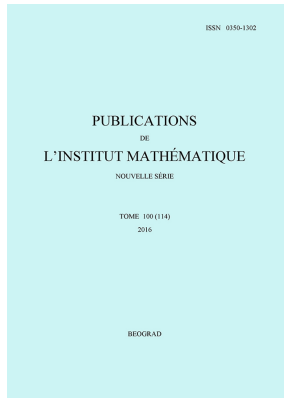 ISSN 0350-1302
PUBLICATIONS
DE
L'INSTITUT MATHÉMATIQUE
NOUVELLE SÉRIE
TOME 100 (114)
2016
BEOGRAD